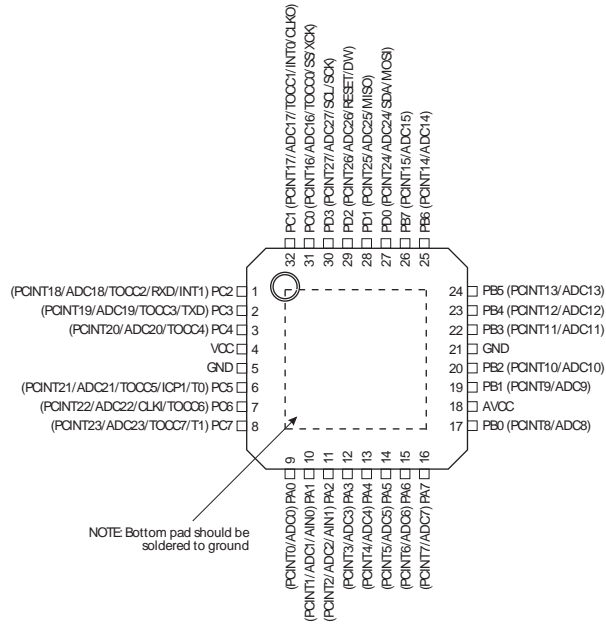 PC1 (PCINT17/ADC17/TOCC1/INT0/CLKO)
PC0 (PCINT16/ADC16/TOCC0/SS/XCK)
PD3 (PCINT27/ADC27/SCL/SCK)
PD2 (PCINT26/ADC26/RESET/DW)
PD1 (PCINT25/ADC25/MISO)
PD0 (PCINT24/ADC24/SDA/MOSI)
PB7 (PCINT15/ADC15)
PB6 (PCINT14/ADC14)
32
31
30
29
28
27
26
25
(PCINT18/ADC18/TOCC2/RXD/INT1) PC2 1
(PCINT19/ADC19/TOCC3/TXD) PC3 2
(PCINT20/ADC20/TOCC4) PC4 3
VCC 4
GND 5
(PCINT21/ADC21/TOCC5/ICP1/T0) PC5 6
(PCINT22/ADC22/CLKI/TOCC6) PC6 7
(PCINT23/ADC23/TOCC7/T1) PC7 8
24 PB5 (PCINT13/ADC13)
23 PB4 (PCINT12/ADC12)
22 PB3 (PCINT11/ADC11)
21 GND
20 PB2 (PCINT10/ADC10)
19 PB1 (PCINT9/ADC9)
18 AVCC
17 PB0 (PCINT8/ADC8)
9
10
11
12
13
14
15
16
(PCINT0/ADC0) PA0
(PCINT1/ADC1/AIN0) PA1
(PCINT2/ADC2/AIN1) PA2
(PCINT3/ADC3) PA3
(PCINT4/ADC4) PA4
(PCINT5/ADC5) PA5
(PCINT6/ADC6) PA6
(PCINT7/ADC7) PA7
NOTE: Bottom pad should be
soldered to ground